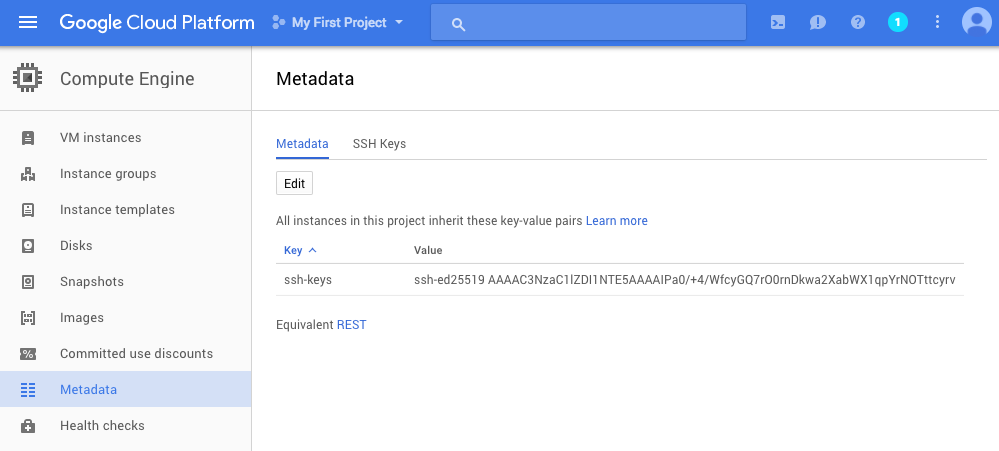 Google Cloud Platform My First Project 1
Compute Engine
Metadata
VM instances
Instance groups
Instance templates
Disks
Snapshots
Images
Committed use discounts
Metadata
Health checks
Metadata SSH Keys
Edit
All instances in this project inherit these key-value pairs Learn more
Key Value
ssh-keys ssh-ed25519 AAAAC3NzaC1lZDI1NTE5AAAAIPa0/+4/WfcyGQ7rO0rnDkwa2XabWX1qpYrNOTttcyrv
Equivalent REST